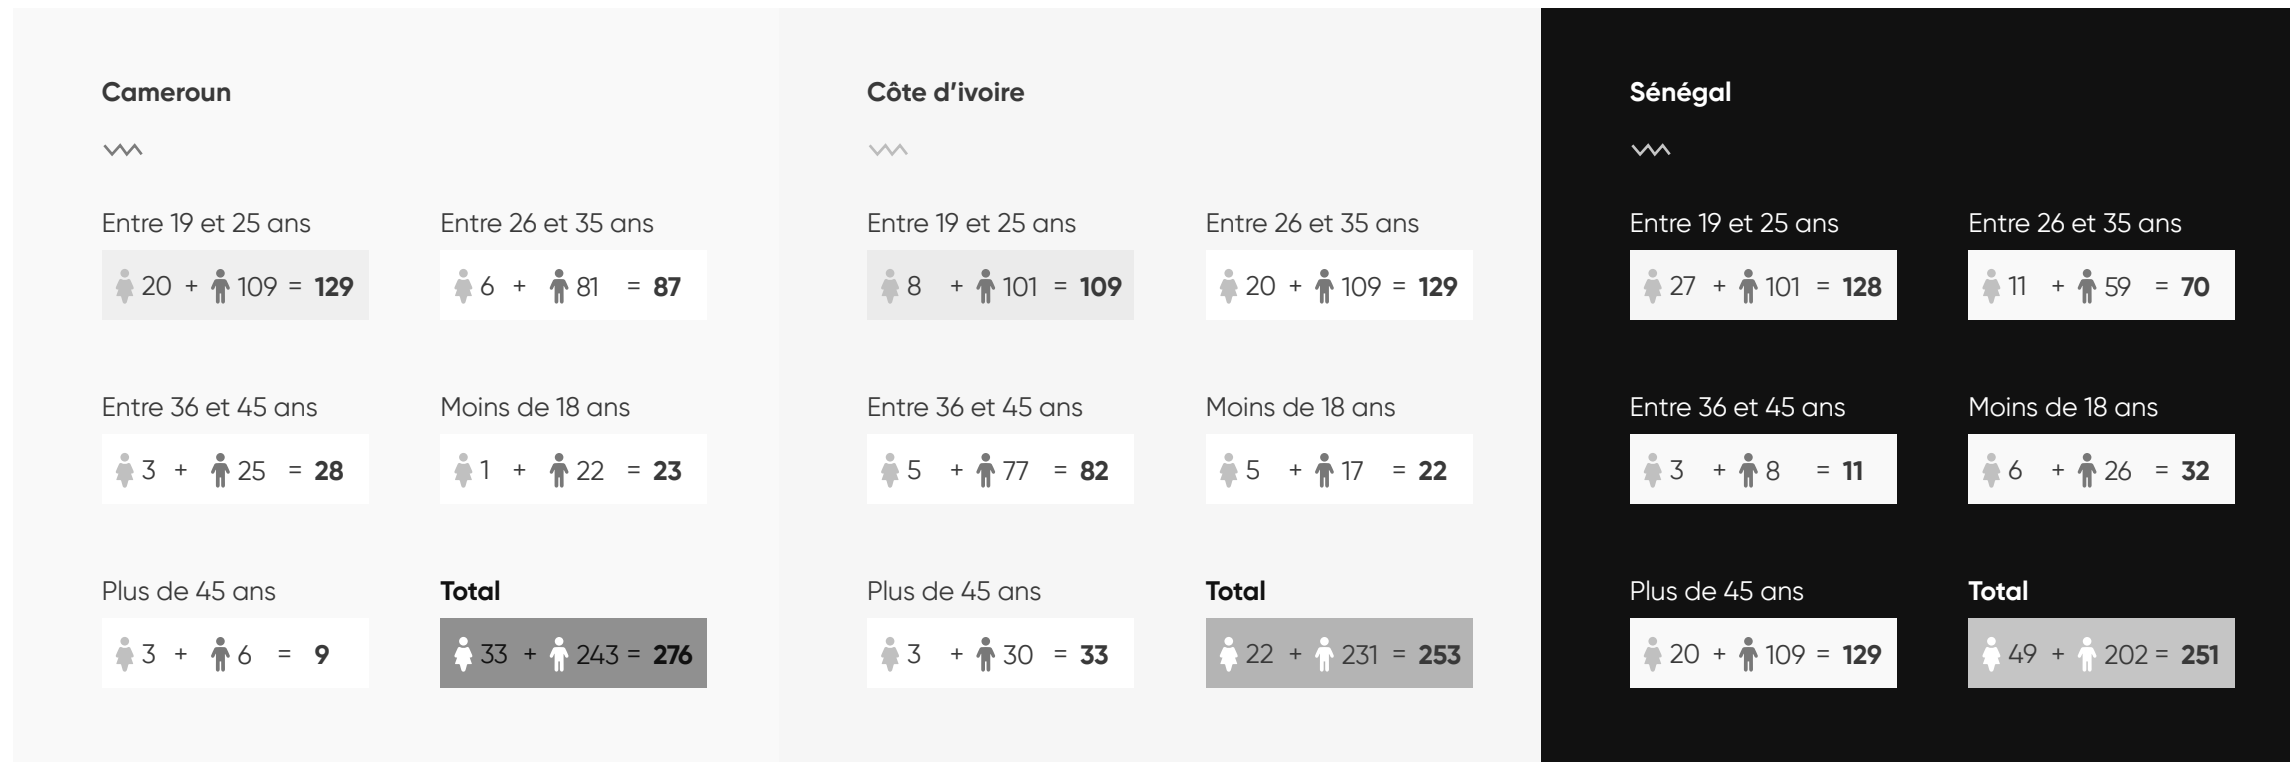 Cameroun
Entre 19 et 25 ans
20 + 109 = 129
Entre 26 et 35 ans
6 + 81 = 87
Entre 36 et 45 ans
3 + 25 = 28
Moins de 18 ans
1 + 22 = 23
Plus de 45 ans
3 + 6 = 9
Total
33 + 243 = 276
Côte d’ivoire
Entre 19 et 25 ans
8 + 101 = 109
Entre 26 et 35 ans
20 + 109 = 129
Entre 36 et 45 ans
5 + 77 = 82
Moins de 18 ans
5 + 17 = 22
Plus de 45 ans
3 + 30 = 33
Total
22 + 231 = 253
Sénégal
Entre 19 et 25 ans
27 + 101 = 128
Entre 26 et 35 ans
11 + 59 = 70
Entre 36 et 45 ans
3 + 8 = 11
Moins de 18 ans
6 + 26 = 32
Plus de 45 ans
20 + 109 = 129
Total
49 + 202 = 251